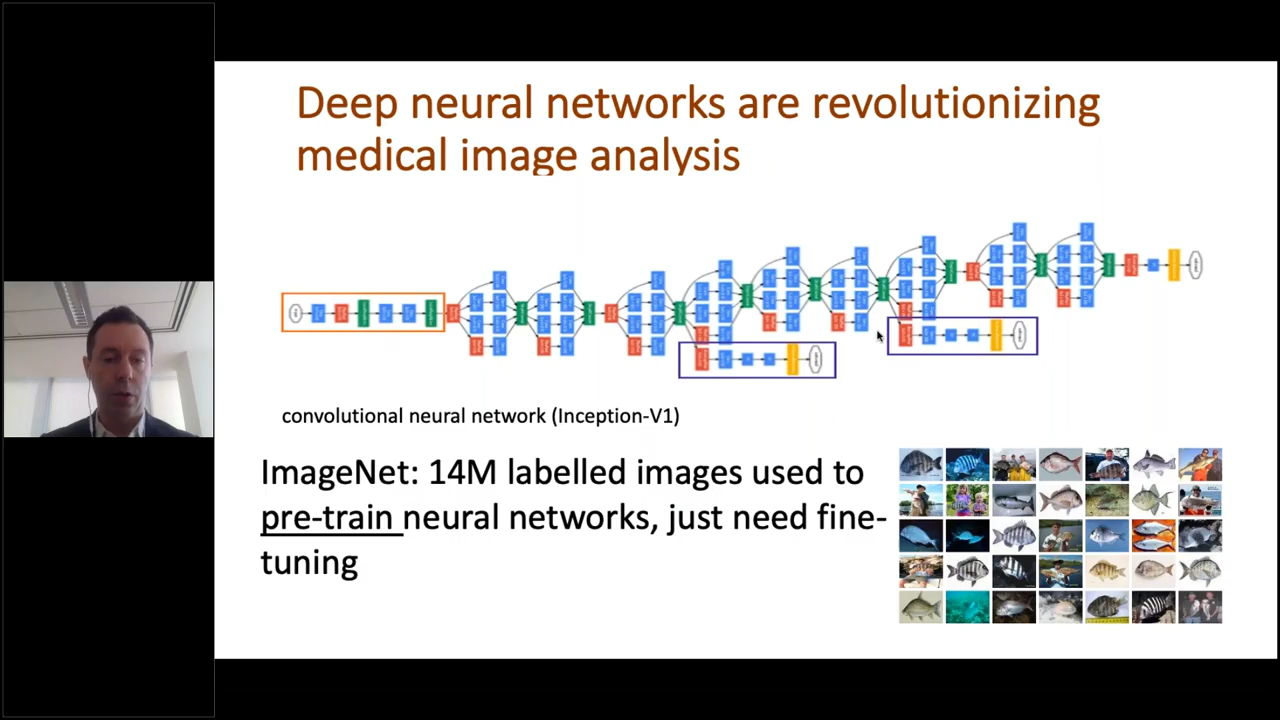 Deep neural networks are revolutionizing
medical image analysis
convolutional neural network (Inception-V1)
ImageNet: 14M labelled images used to
pre-train neural networks, just need fine-
tuning